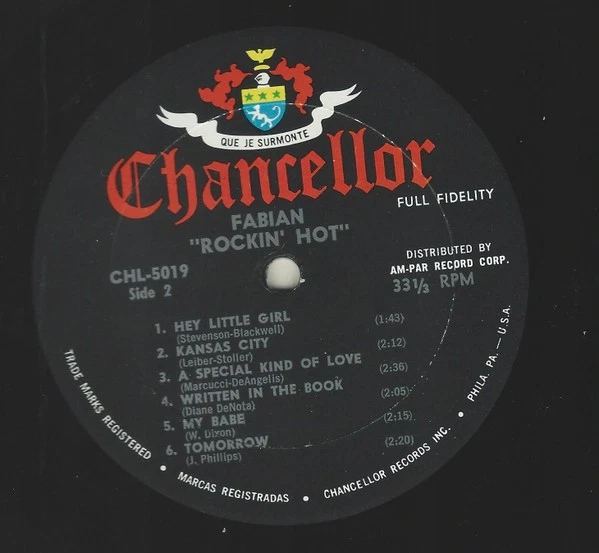 QUE JE SURMONTE
Chancellor
FULL FIDELITY
FABIAN
"ROCKIN' HOT"
DISTRIBUTED BY
AM-PAR RECORD CORP.
CHL-5019
Side 2
33 1/3 RPM
1. HEY LITTLE GIRL (1:43)
(Stevenson-Blackwell)
2. KANSAS CITY (2:12)
(Leiber-Stoller)
3. A SPECIAL KIND OF LOVE (2:36)
(Marcucci-DeAngelis)
4. WRITTEN IN THE BOOK (2:05)
(Diane DeNota)
5. MY BABE (2:15)
(W. Dixon)
6. TOMORROW (2:20)
(J. Phillips)
TRADE MARKS REGISTERED • MARCAS REGISTRADAS • CHANCELLOR RECORDS INC. • PHILA. PA. — U.S.A.